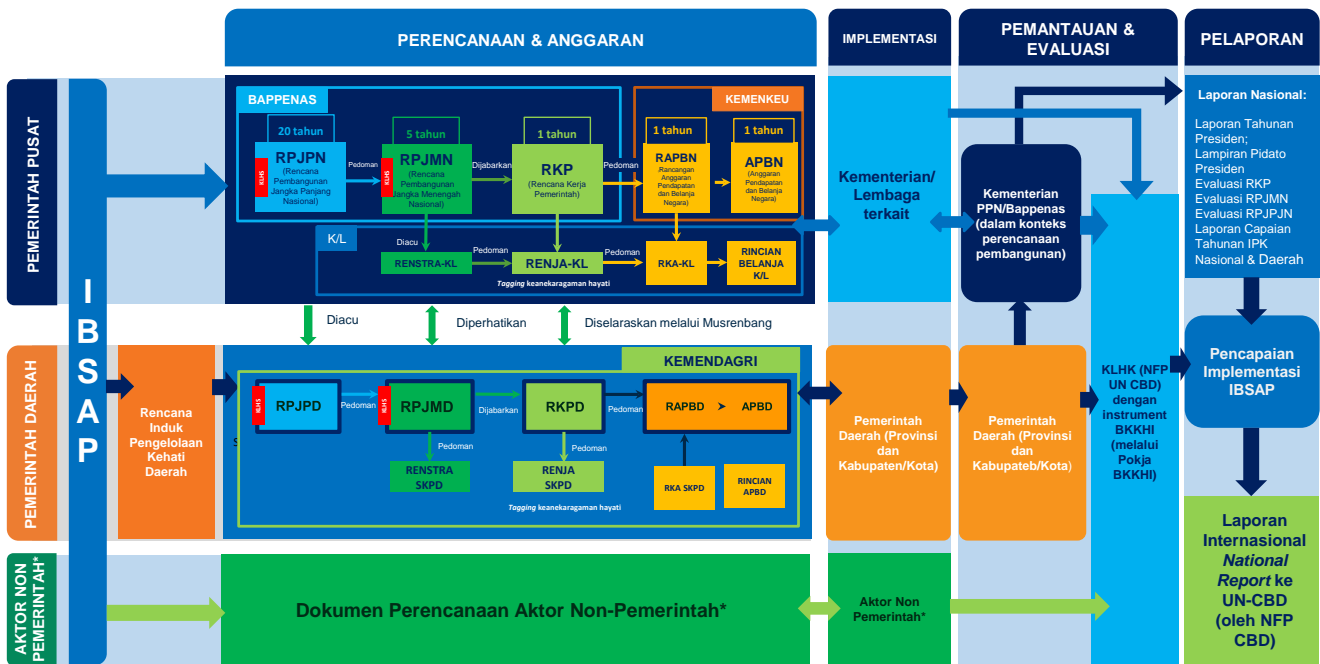 PERENCANAAN & ANGGARAN
IMPLEMENTASI
PEMANTAUAN &
EVALUASI
PELAPORAN
PEMERINTAH PUSAT
PEMERINTAH DAERAH
AKTOR NON
PEMERINTAH*
I
B
S
A
P
BAPPENAS
KEMENKEU
20 tahun
5 tahun
1 tahun
1 tahun
1 tahun
KLHS
RPJPN
(Rencana
Pembangunan
Jangka Panjang
Nasional)
Pedoman
KLHS
RPJMN
(Rencana
Pembangunan
Jangka Menengah
Nasional)
Dijabarkan
RKP
(Rencana Kerja
Pemerintah)
Pedoman
RAPBN
(Rancangan
Anggaran
Pendapatan
dan Belanja
Negara)
APBN
(Anggaran
Pendapatan
dan Belanja
Negara)
K/L
Diacu
RENSTRA-KL
Pedoman
RENJA-KL
Pedoman
RKA-KL
RINCIAN
BELANJA
K/L
Tagging keanekaragaman hayati
Diacu
Diperhatikan
Diselaraskan melalui Musrenbang
Rencana
Induk
Pengelolaan
Kehati
Daerah
S
KEMENDAGRI
KLHS
RPJPD
Pedoman
KLHS
RPJMD
Dijabarkan
RKPD
Pedoman
RAPBD ➤ APBD
Pedoman
RENSTRA
SKPD
Pedoman
RENJA
SKPD
RKA SKPD
RINCIAN
APBD
Tagging keanekaragaman hayati
Dokumen Perencanaan Aktor Non-Pemerintah*
Kementerian/
Lembaga
terkait
Pemerintah
Daerah (Provinsi
dan
Kabupaten/Kota)
Aktor Non
Pemerintah*
Kementerian
PPN/Bappenas
(dalam konteks
perencanaan
pembangunan)
Pemerintah
Daerah (Provinsi
dan
Kabupateb/Kota)
KLHK (NFP
UN CBD)
dengan
instrument
BKKHI
(melalui
Pokja
BKKHI)
Laporan Nasional:
Laporan Tahunan
Presiden;
Lampiran Pidato
Presiden
Evaluasi RKP
Evaluasi RPJMN
Evaluasi RPJPJN
Laporan Capaian
Tahunan IPK
Nasional & Daerah
Pencapaian
Implementasi
IBSAP
Laporan
Internasional
National
Report ke
UN-CBD
(oleh NFP
CBD)